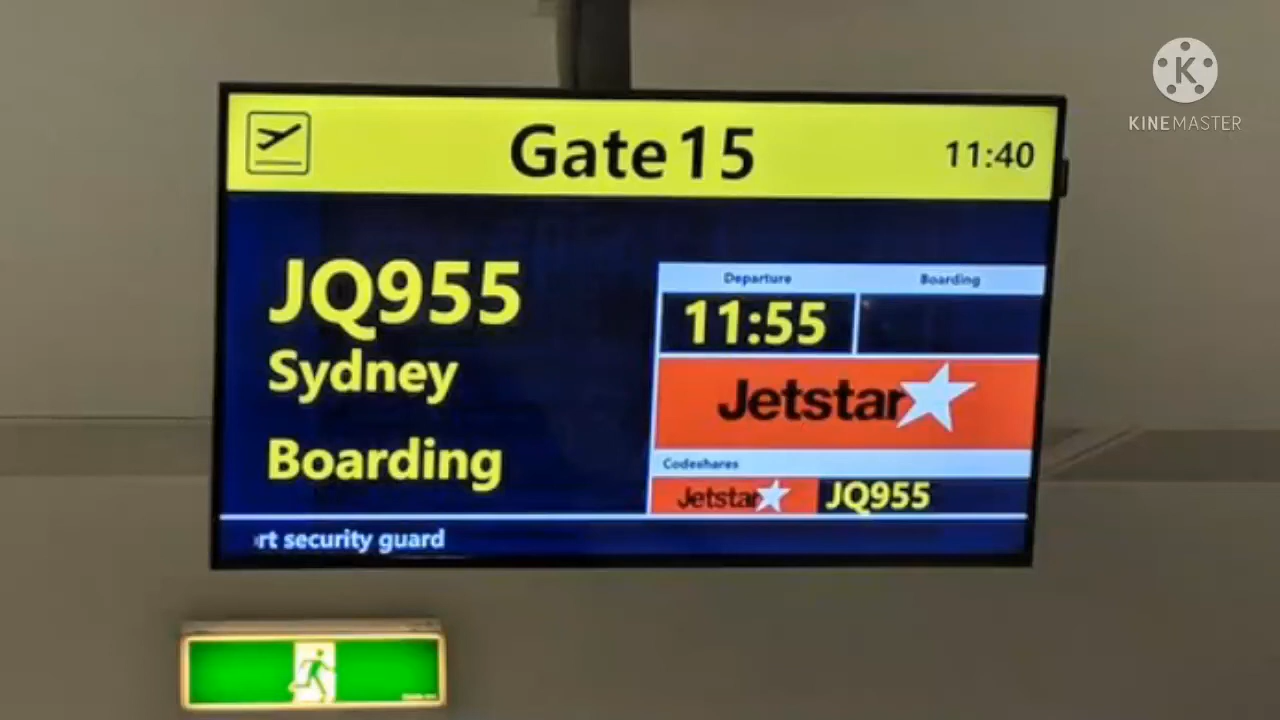 Gate 15
11:40
JQ955
Sydney
Boarding
Departure
Boarding
11:55
Jetstar
Codeshares
Jetstar
JQ955
rt security guard
K
KINEMASTER